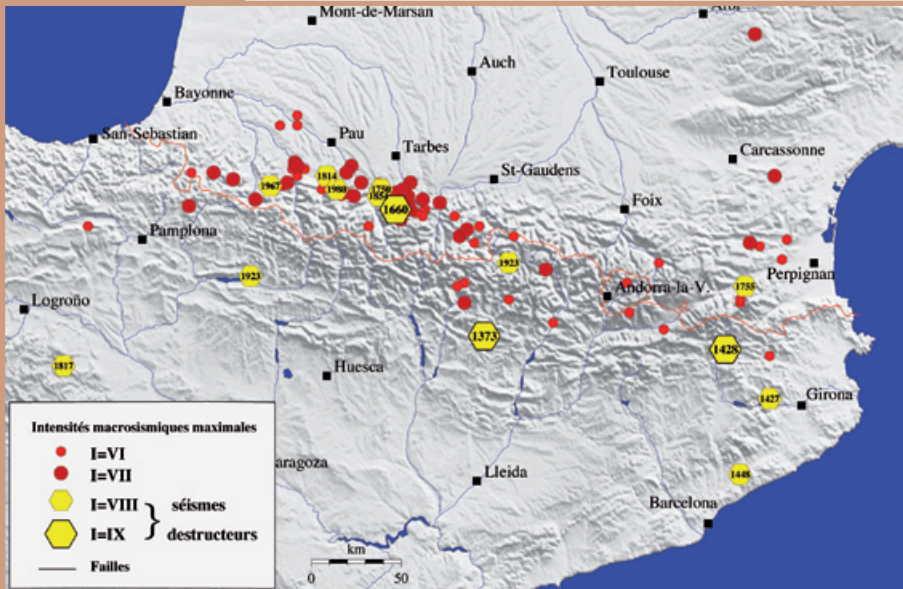 Mont-de-Marsan
Auch
Toulouse
Bayonne
San-Sebastian
Pau
Tarbes
St-Gaudens
Carcassonne
1967
1814
1980
1750
1854
1660
Foix
Pamplona
1923
1923
Andorra-la-V.
Perpignan
1755
Logroño
1373
1428
1817
Huesca
1427
Girona
Intensités macrosismiques maximales
I=VI
I=VII
I=VIII
séismes
I=IX
destructeurs
Failles
aragoza
Lleida
1448
Barcelona
km
0 50